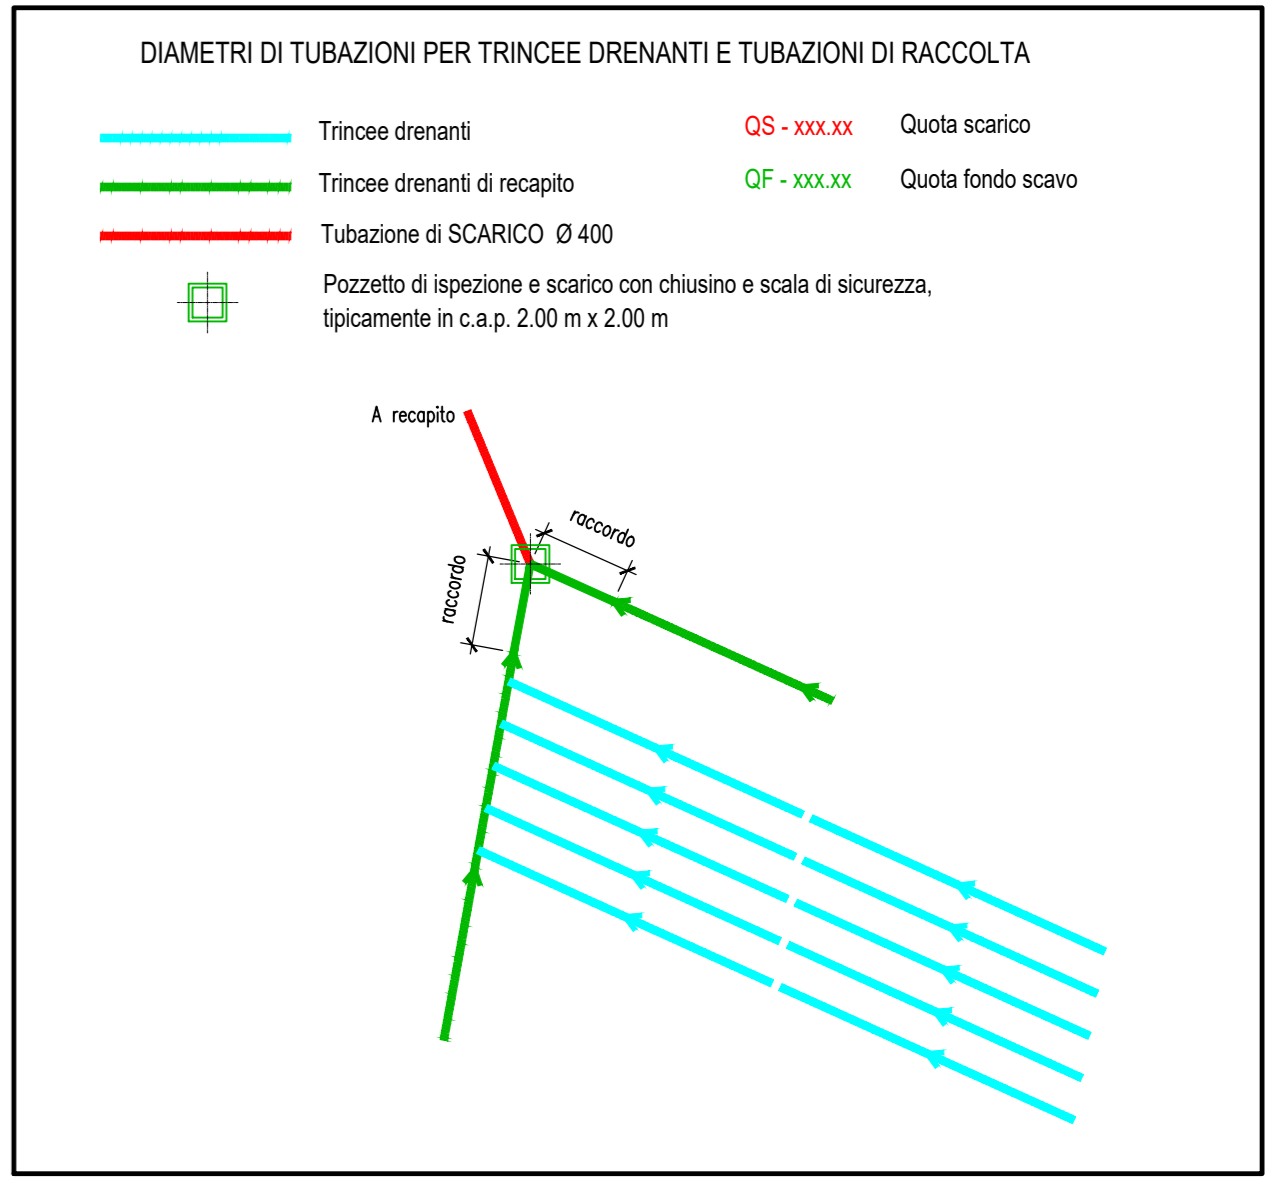 DIAMETRI DI TUBAZIONI PER TRINCEE DRENANTI E TUBAZIONI DI RACCOLTA
Trincee drenanti
QS - xxx.xx Quota scarico
Trincee drenanti di recapito
QF - xxx.xx Quota fondo scavo
Tubazione di SCARICO Ø 400
Pozzetto di ispezione e scarico con chiusino e scala di sicurezza,
tipicamente in c.a.p. 2.00 m x 2.00 m
A recapito
raccordo
raccordo